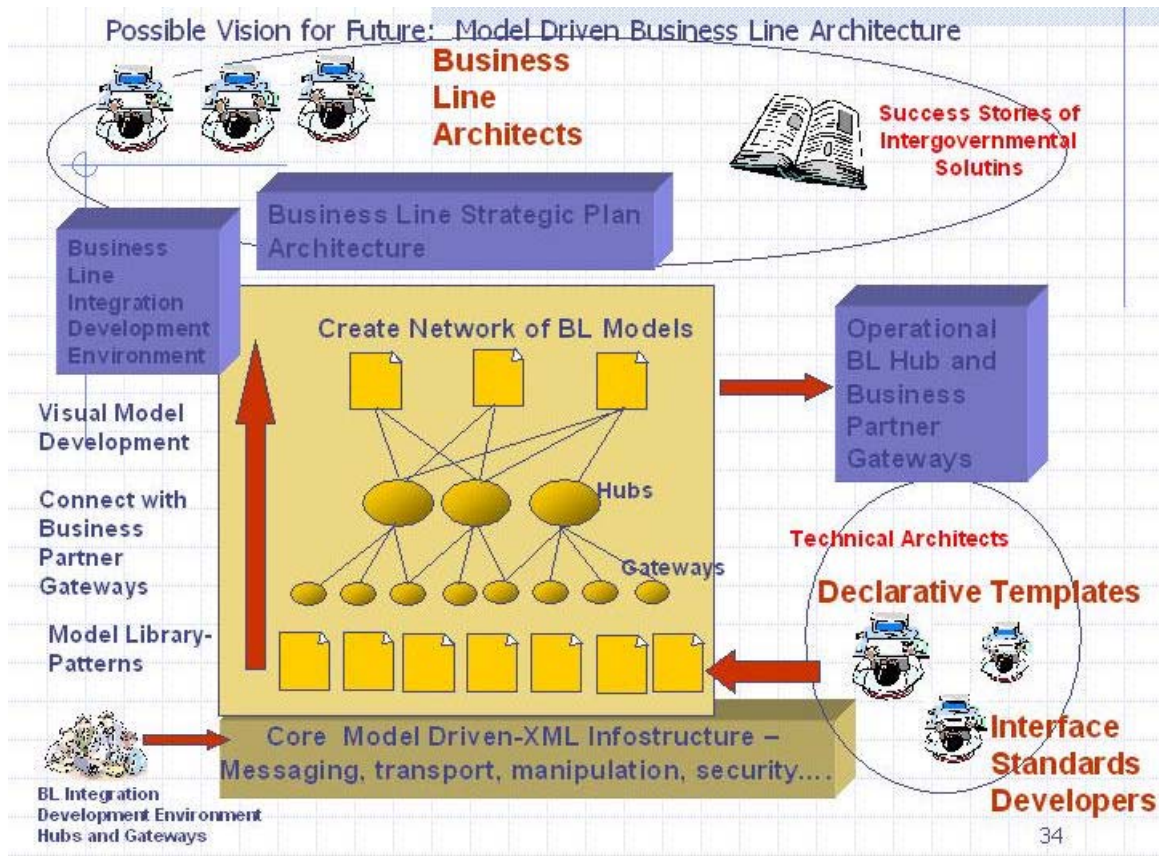 Possible Vision for Future:  Model Driven Business Line Architecture
Business
Line
Architects
Success Stories of
Intergovernmental
Solutins
Business Line Strategic Plan
Architecture
Business
Line
Integration
Development
Environment
Create Network of BL Models
Operational
BL Hub and
Business
Partner
Gateways
Visual Model
Development
Connect with
Business
Partner
Gateways
Model Library-
Patterns
Hubs
Gateways
Technical Architects
Declarative Templates
Interface
Standards
Developers
Core  Model Driven-XML Infostructure –
Messaging, transport, manipulation, security….
BL Integration
Development Environment
Hubs and Gateways
34